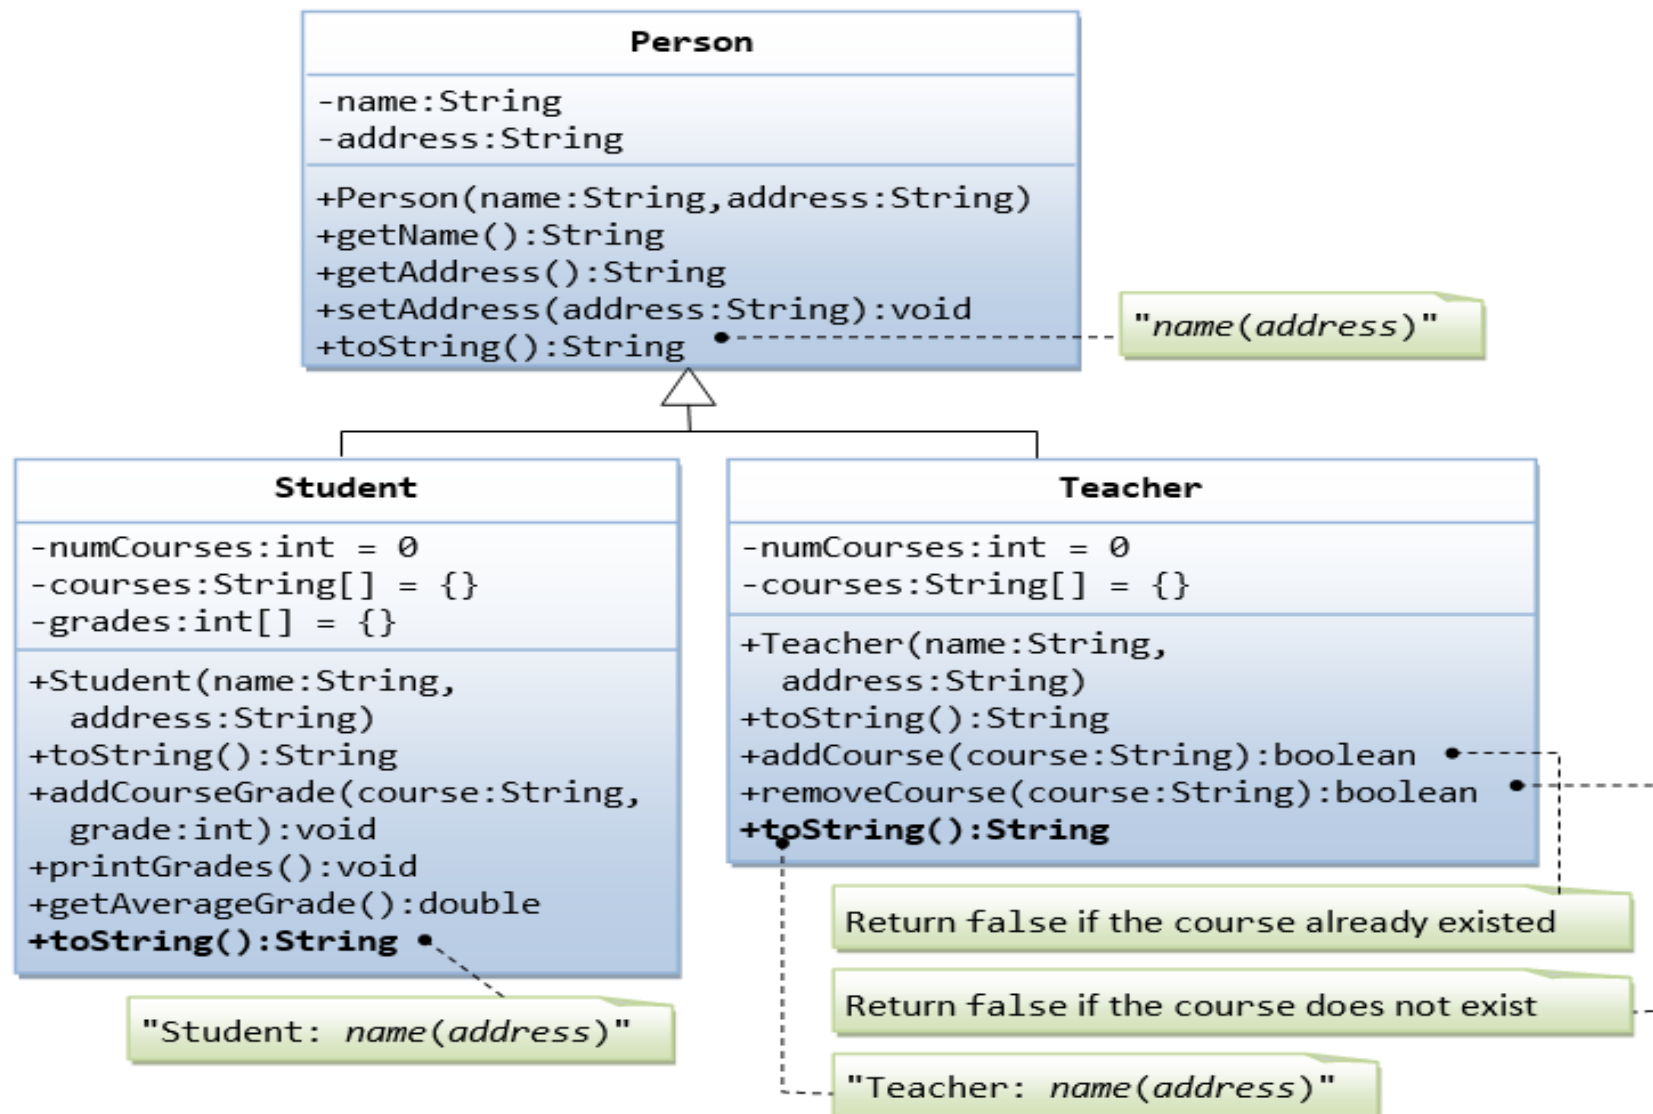 Person
-name:String
-address:String
+Person(name:String,address:String)
+getName():String
+getAddress():String
+setAddress(address:String):void
+toString():String
"name(address)"
Student
-numCourses:int = 0
-courses:String[] = {}
-grades:int[] = {}
+Student(name:String,
address:String)
+toString():String
+addCourseGrade(course:String,
grade:int):void
+printGrades():void
+getAverageGrade():double
+toString():String
"Student: name(address)"
Teacher
-numCourses:int = 0
-courses:String[] = {}
+Teacher(name:String,
address:String)
+toString():String
+addCourse(course:String):boolean
+removeCourse(course:String):boolean
+toString():String
Return false if the course already existed
Return false if the course does not exist
"Teacher: name(address)"